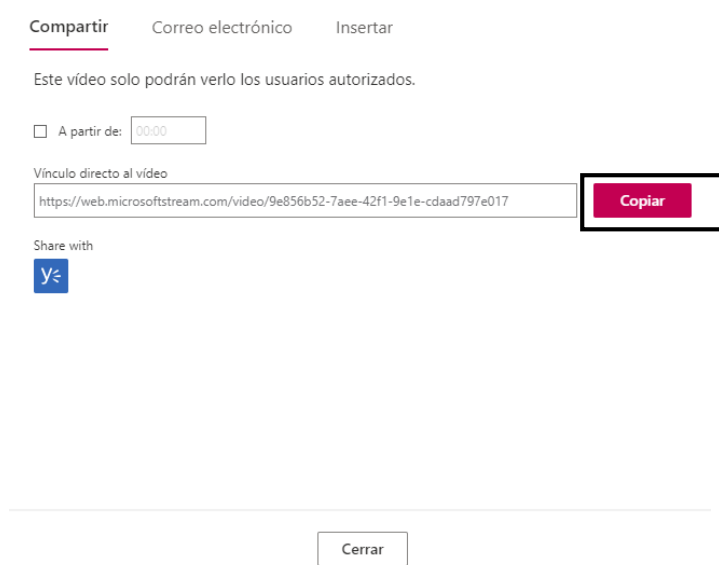 Compartir Correo electrónico Insertar
Este vídeo solo podrán verlo los usuarios autorizados.
A partir de: 00:00
Vínculo directo al vídeo
https://web.microsoftstream.com/video/9e856b52-7aee-42f1-9e1e-cdaad797e017 Copiar
Share with
y
Cerrar